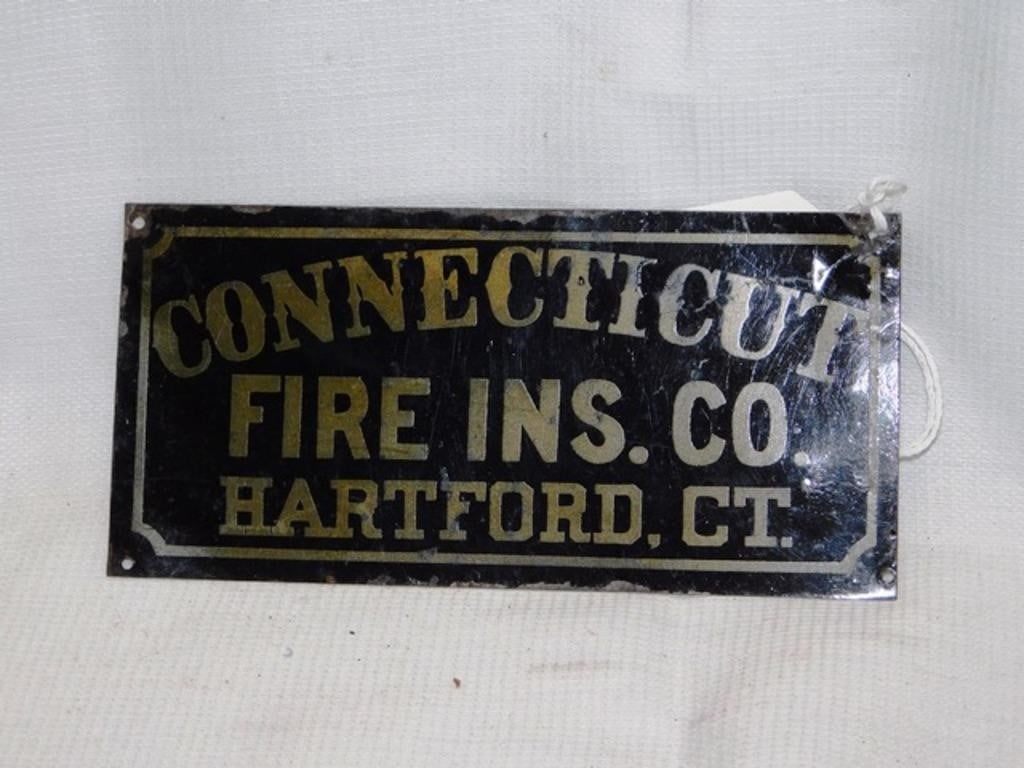 CONNECTICUT
FIRE INS. CO.
HARTFORD, CT.